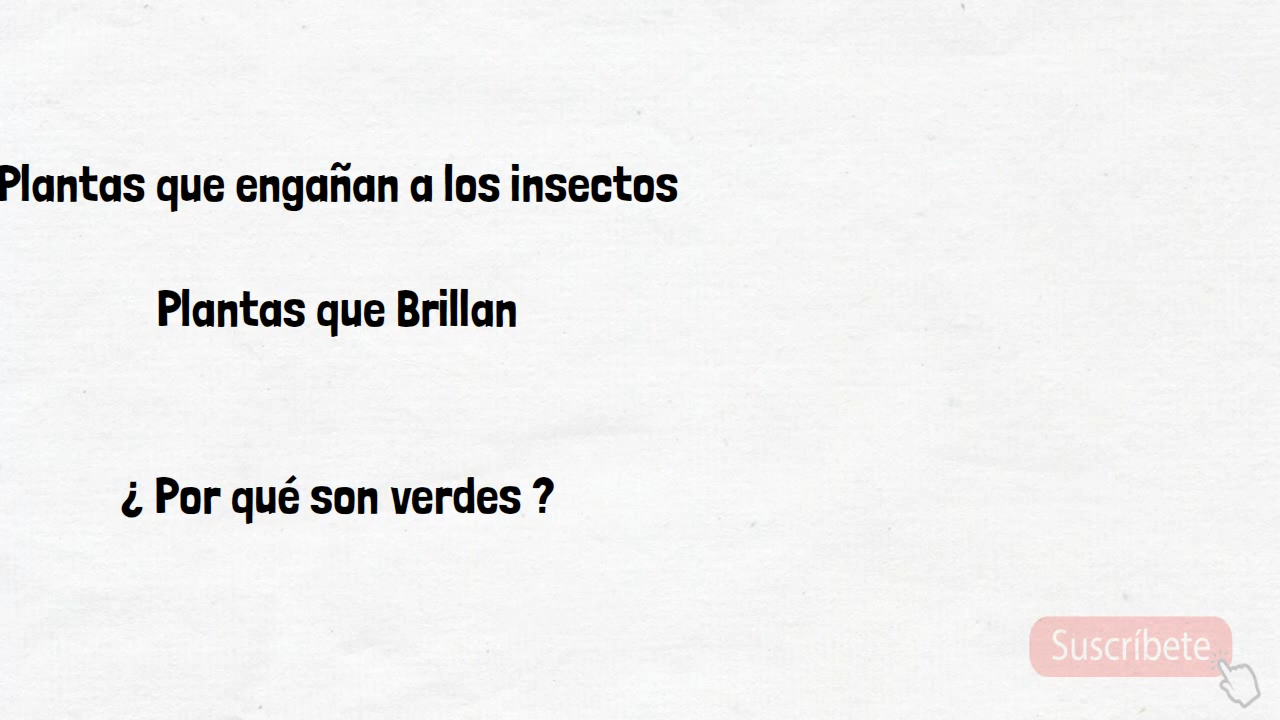 Plantas que engañan a los insectos
Plantas que Brillan
¿ Por qué son verdes ?
Suscríbete